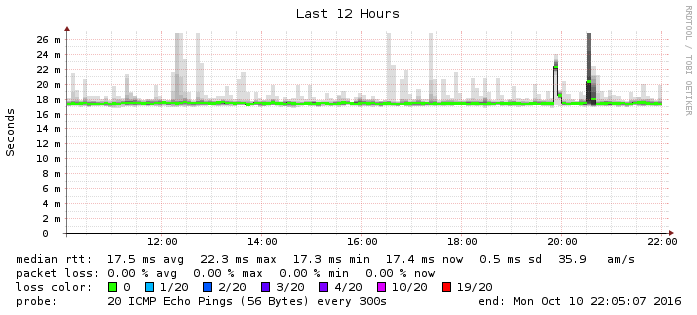 Last 12 Hours
RRDTOOL / TOBI OETIKER
Seconds
26 m
24 m
22 m
20 m
18 m
16 m
14 m
12 m
10 m
8 m
6 m
4 m
2 m
0
12:00 14:00 16:00 18:00 20:00 22:00
median rtt: 17.5 ms avg 22.3 ms max 17.3 ms min 17.4 ms now 0.5 ms sd 35.9 am/s
packet loss: 0.00 % avg 0.00 % max 0.00 % min 0.00 % now
loss color: 0 1/20 2/20 3/20 4/20 10/20 19/20
probe: 20 ICMP Echo Pings (56 Bytes) every 300s end: Mon Oct 10 22:05:07 2016